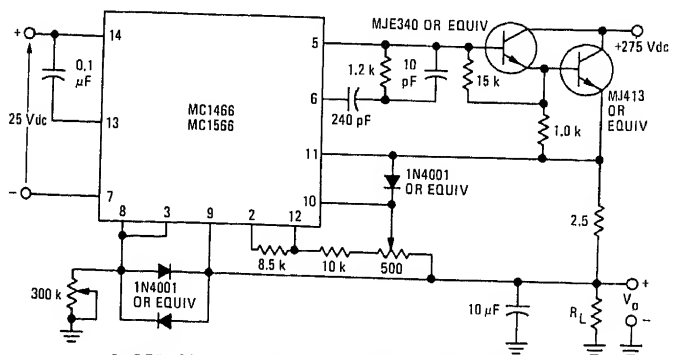 MJE340 OR EQUIV
+275 Vdc
+
14
5
0.1
μF
1.2 k
10
pF
15 k
MJ413
OR
EQUIV
MC1466
MC1566
6
240 pF
25 Vdc
13
1.0 k
11
1N4001
OR EQUIV
–
7
10
2.5
8
3
9
2
12
8.5 k
10 k
500
300 k
1N4001
OR EQUIV
10 μF
RL
+
Vo
–